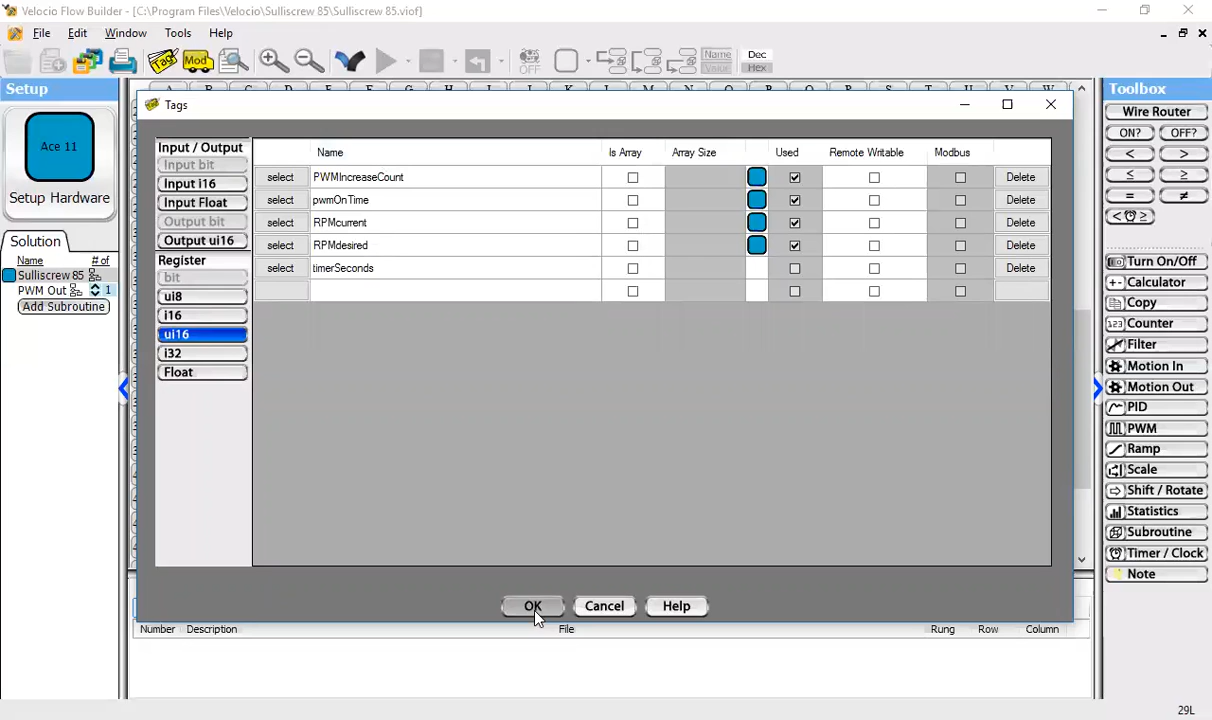 Velocio Flow Builder - [C:\Program Files\Velocio\Sulliscrew 85\Sulliscrew 85.viof]
File Edit Window Tools Help
Tag Mod OFF Name Value Dec Hex
Setup
Ace 11
Setup Hardware
Solution
Name # of
Sulliscrew 85
PWM Out 1
Add Subroutine
Tags
Input / Output
Input bit
Input i16
Input Float
Output bit
Output ui16
Register
bit
ui8
i16
ui16
i32
Float
Name Is Array Array Size Used Remote Writable Modbus
select PWMIncreaseCount Delete
select pwmOnTime Delete
select RPMcurrent Delete
select RPMdesired Delete
select timerSeconds Delete
OK Cancel Help
Number Description File Rung Row Column
Toolbox
Wire Router
ON? OFF?
< >
≤ ≥
= ≠
< ≥
Turn On/Off
Calculator
Copy
Counter
Filter
Motion In
Motion Out
PID
PWM
Ramp
Scale
Shift / Rotate
Statistics
Subroutine
Timer / Clock
Note
29L